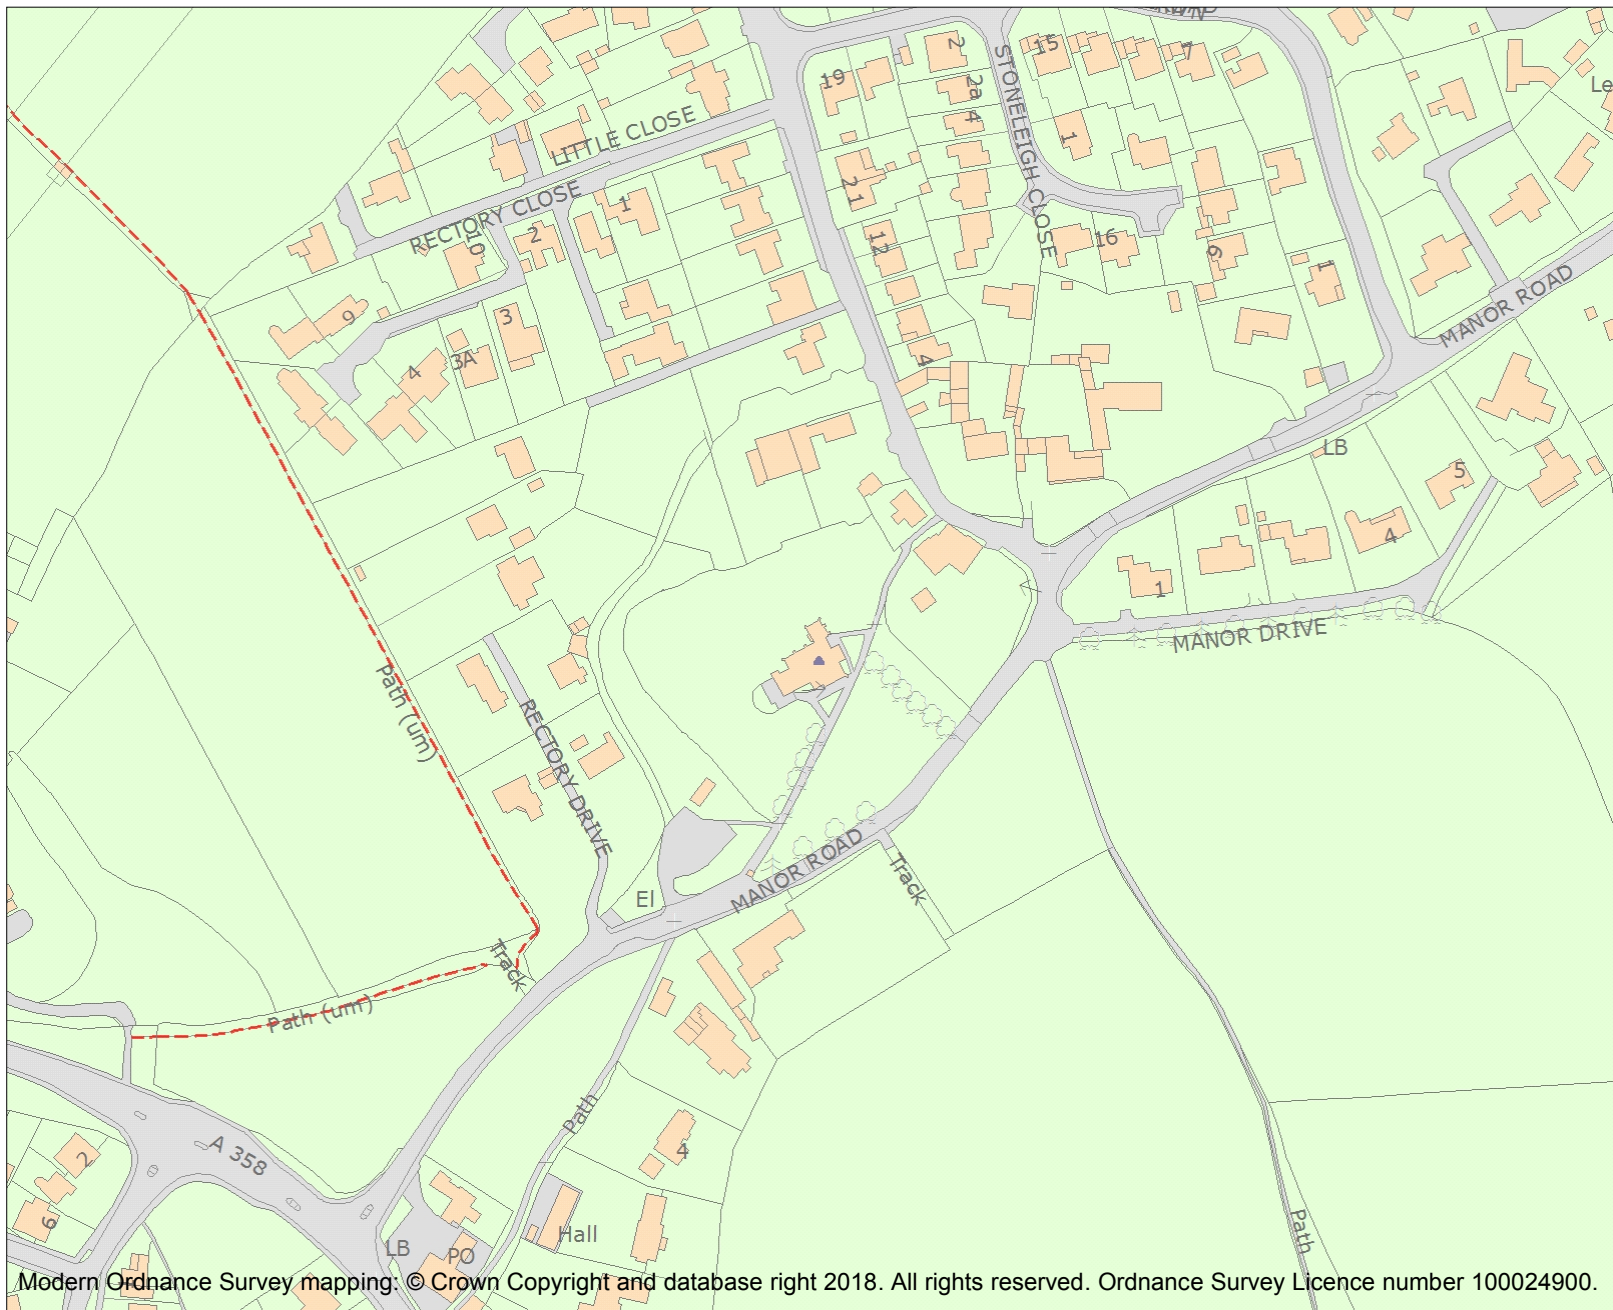 STONELEIGH CLOSE
2
15
7
19
2a
4
Le
LITTLE CLOSE
1
RECTORY CLOSE
1
21
10
2
12
16
6
1
MANOR ROAD
9
3
3A
4
4
LB
5
4
1
MANOR DRIVE
Path (um)
RECTORY DRIVE
MANOR ROAD
Track
El
Track
Path (um)
Path
A 358
4
2
6
Hall
LB
PO
Path
4
Modern Ordnance Survey mapping: © Crown Copyright and database right 2018. All rights reserved. Ordnance Survey Licence number 100024900.